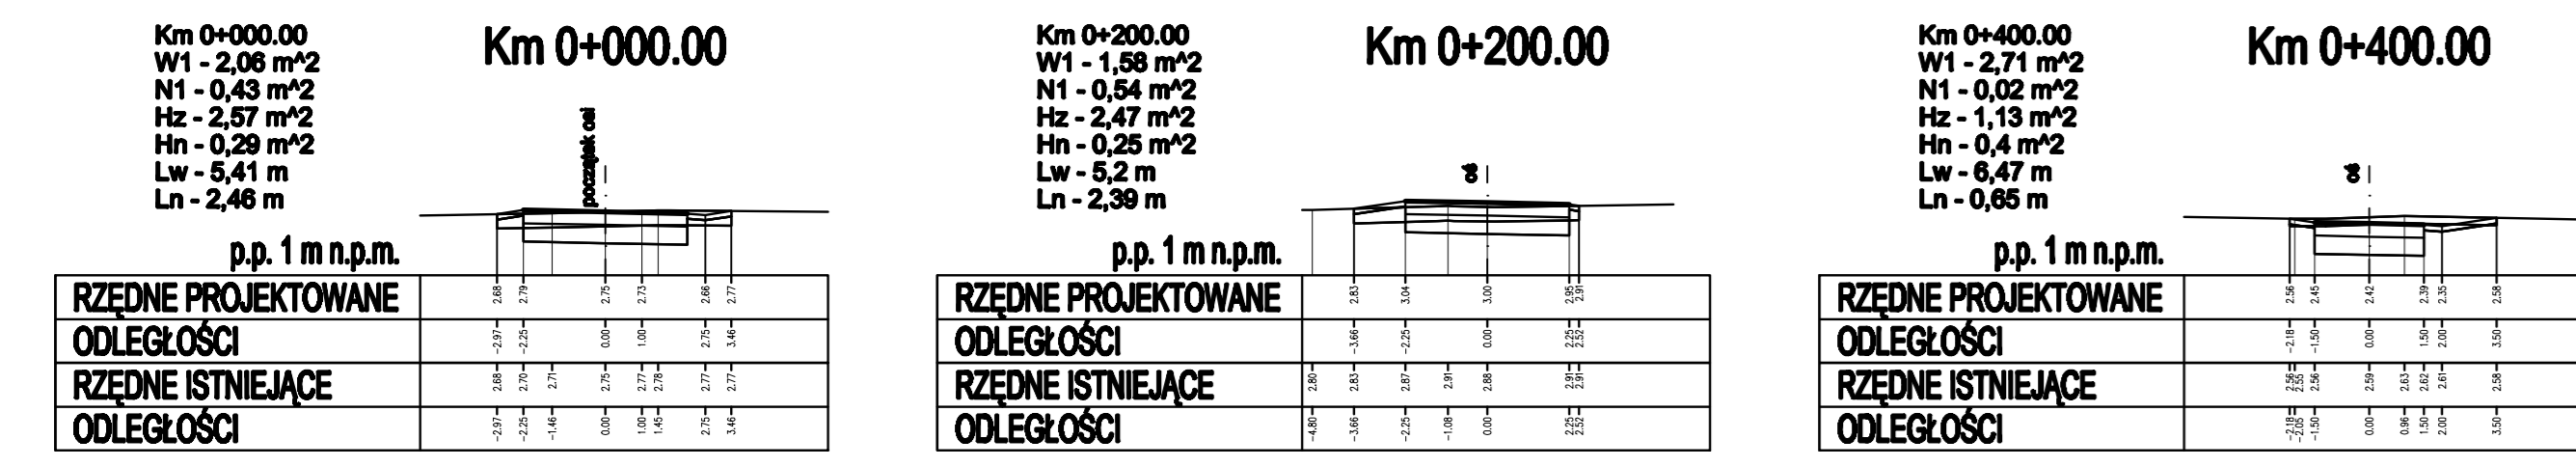 Km 0+000.00
W1 - 2,06 m^2
N1 - 0,43 m^2
Hz - 2,57 m^2
Hn - 0,29 m^2
Lw - 5,41 m
Ln - 2,46 m
Km 0+000.00
początek osi
p.p. 1 m n.p.m.
RZĘDNE PROJEKTOWANE 2.68 2.79 2.75 2.73 2.66 2.77
ODLEGŁOŚCI -2.97 -2.25 0.00 1.00 2.75 3.46
RZĘDNE ISTNIEJĄCE 2.68 2.70 2.71 2.75 2.77 2.78 2.77 2.77
ODLEGŁOŚCI -2.97 -2.25 -1.46 0.00 1.00 1.45 2.75 3.46
Km 0+200.00
W1 - 1,58 m^2
N1 - 0,54 m^2
Hz - 2,47 m^2
Hn - 0,25 m^2
Lw - 5,2 m
Ln - 2,39 m
Km 0+200.00
oś
p.p. 1 m n.p.m.
RZĘDNE PROJEKTOWANE 2.83 3.04 3.00 2.95 2.91
ODLEGŁOŚCI -3.66 -2.25 0.00 2.25 2.52
RZĘDNE ISTNIEJĄCE 2.80 2.83 2.87 2.91 2.88 2.91 2.91
ODLEGŁOŚCI -4.80 -3.66 -2.25 -1.08 0.00 2.25 2.52
Km 0+400.00
W1 - 2,71 m^2
N1 - 0,02 m^2
Hz - 1,13 m^2
Hn - 0,4 m^2
Lw - 6,47 m
Ln - 0,65 m
Km 0+400.00
oś
p.p. 1 m n.p.m.
RZĘDNE PROJEKTOWANE 2.56 2.45 2.42 2.39 2.35 2.58
ODLEGŁOŚCI -2.18 -1.50 0.00 1.50 2.00 3.50
RZĘDNE ISTNIEJĄCE 2.56 2.55 2.56 2.59 2.63 2.62 2.61 2.58
ODLEGŁOŚCI -2.18 -2.05 -1.50 0.00 0.96 1.50 2.00 3.50